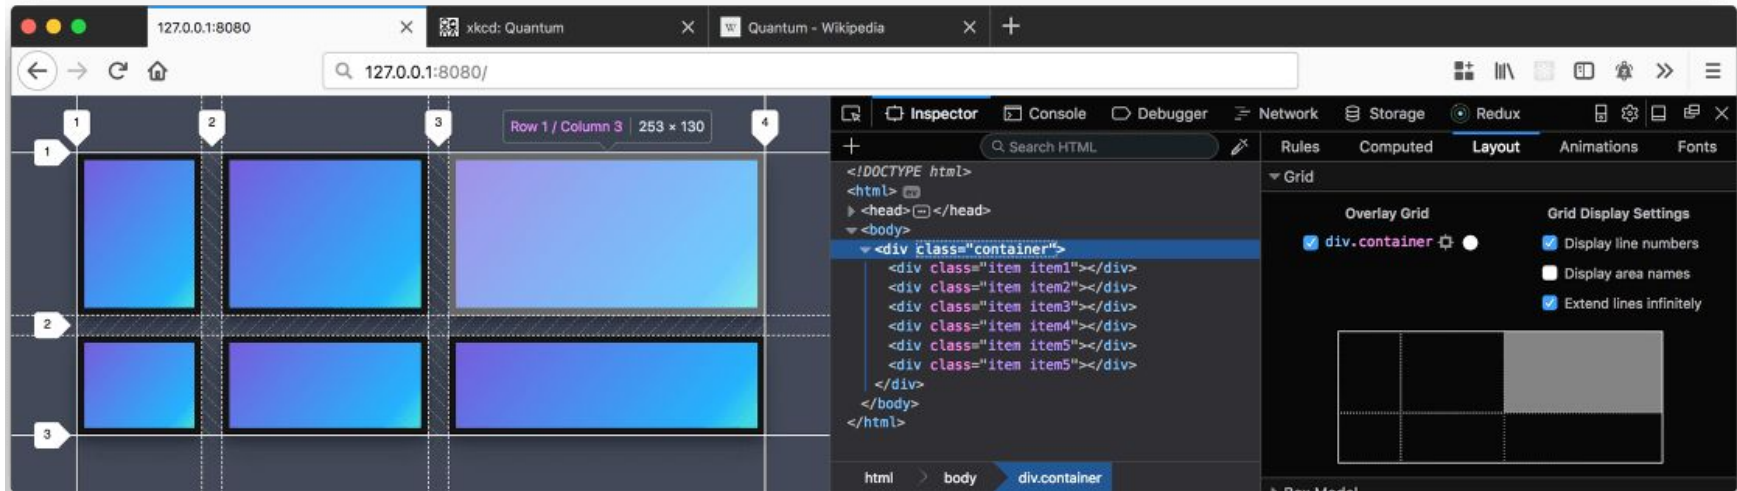 127.0.0.1:8080
xkcd: Quantum
W Quantum - Wikipedia
127.0.0.1:8080/
1 2 3 4
Row 1 / Column 3 253 × 130
1
2
3
Inspector Console Debugger Network Storage Redux
Search HTML
<!DOCTYPE html>
<html> ev
<head>…</head>
<body>
<div class="container">
<div class="item item1"></div>
<div class="item item2"></div>
<div class="item item3"></div>
<div class="item item4"></div>
<div class="item item5"></div>
<div class="item item5"></div>
</div>
</body>
</html>
html body div.container
Rules Computed Layout Animations Fonts
Grid
Overlay Grid
div.container
Grid Display Settings
Display line numbers
Display area names
Extend lines infinitely
Box Model